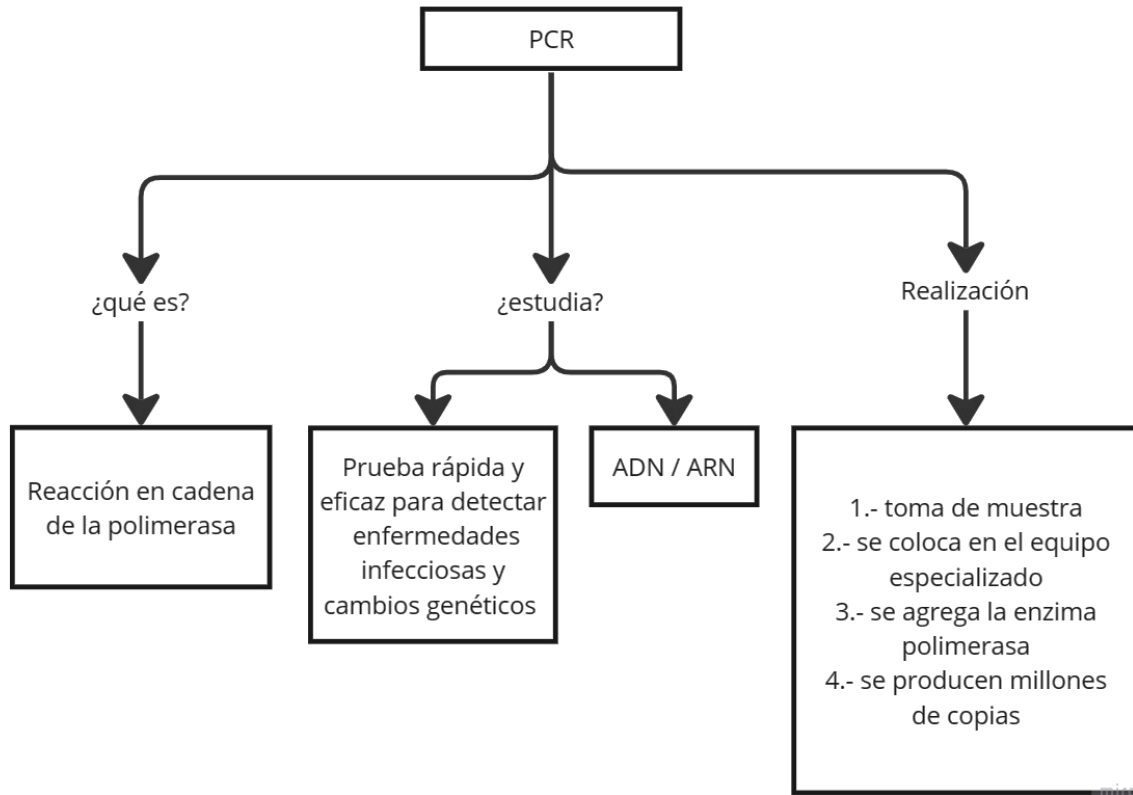 PCR
¿qué es?
¿estudia?
Realización
Reacción en cadena
de la polimerasa
Prueba rápida y
eficaz para detectar
enfermedades
infecciosas y
cambios genéticos
ADN / ARN
1.- toma de muestra
2.- se coloca en el equipo
especializado
3.- se agrega la enzima
polimerasa
4.- se producen millones
de copias
miro